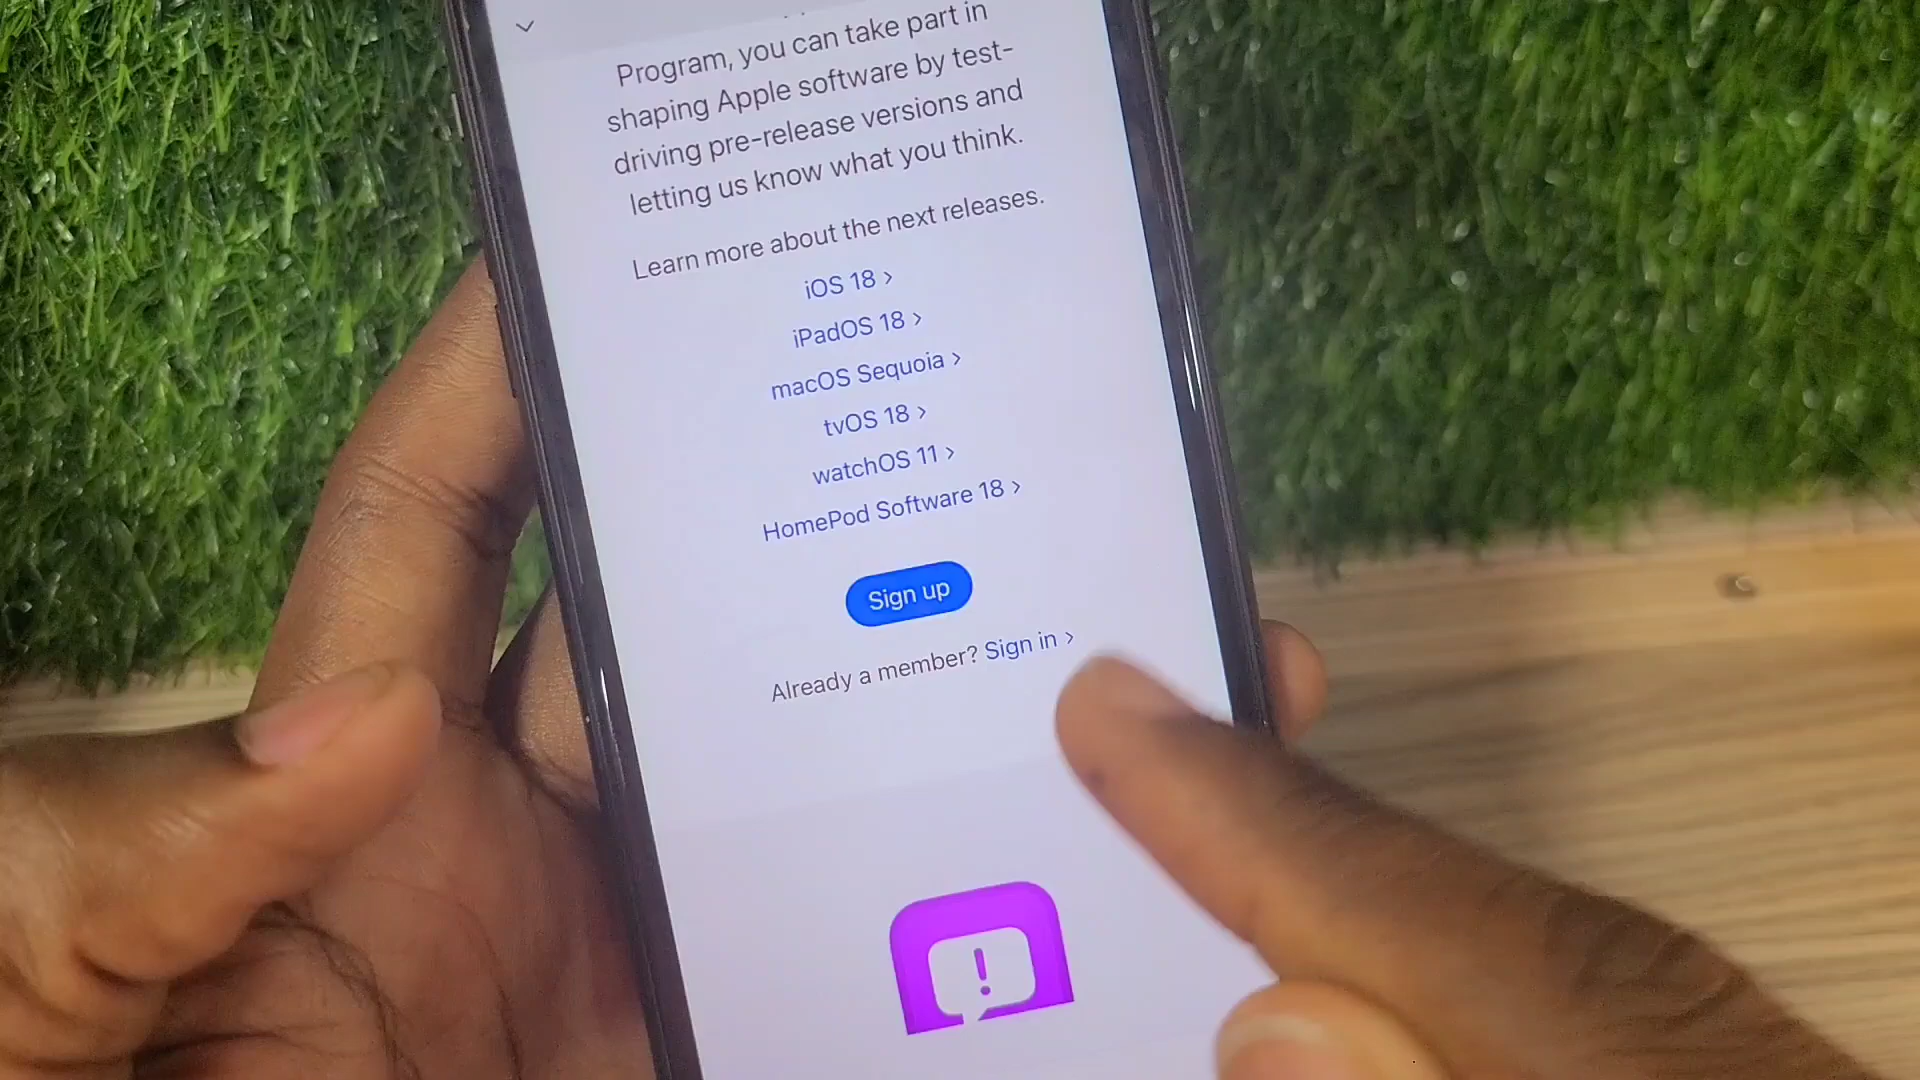 Program, you can take part in
shaping Apple software by test-
driving pre-release versions and
letting us know what you think.
Learn more about the next releases.
iOS 18 >
iPadOS 18 >
macOS Sequoia >
tvOS 18 >
watchOS 11 >
HomePod Software 18 >
Sign up
Already a member? Sign in >
!